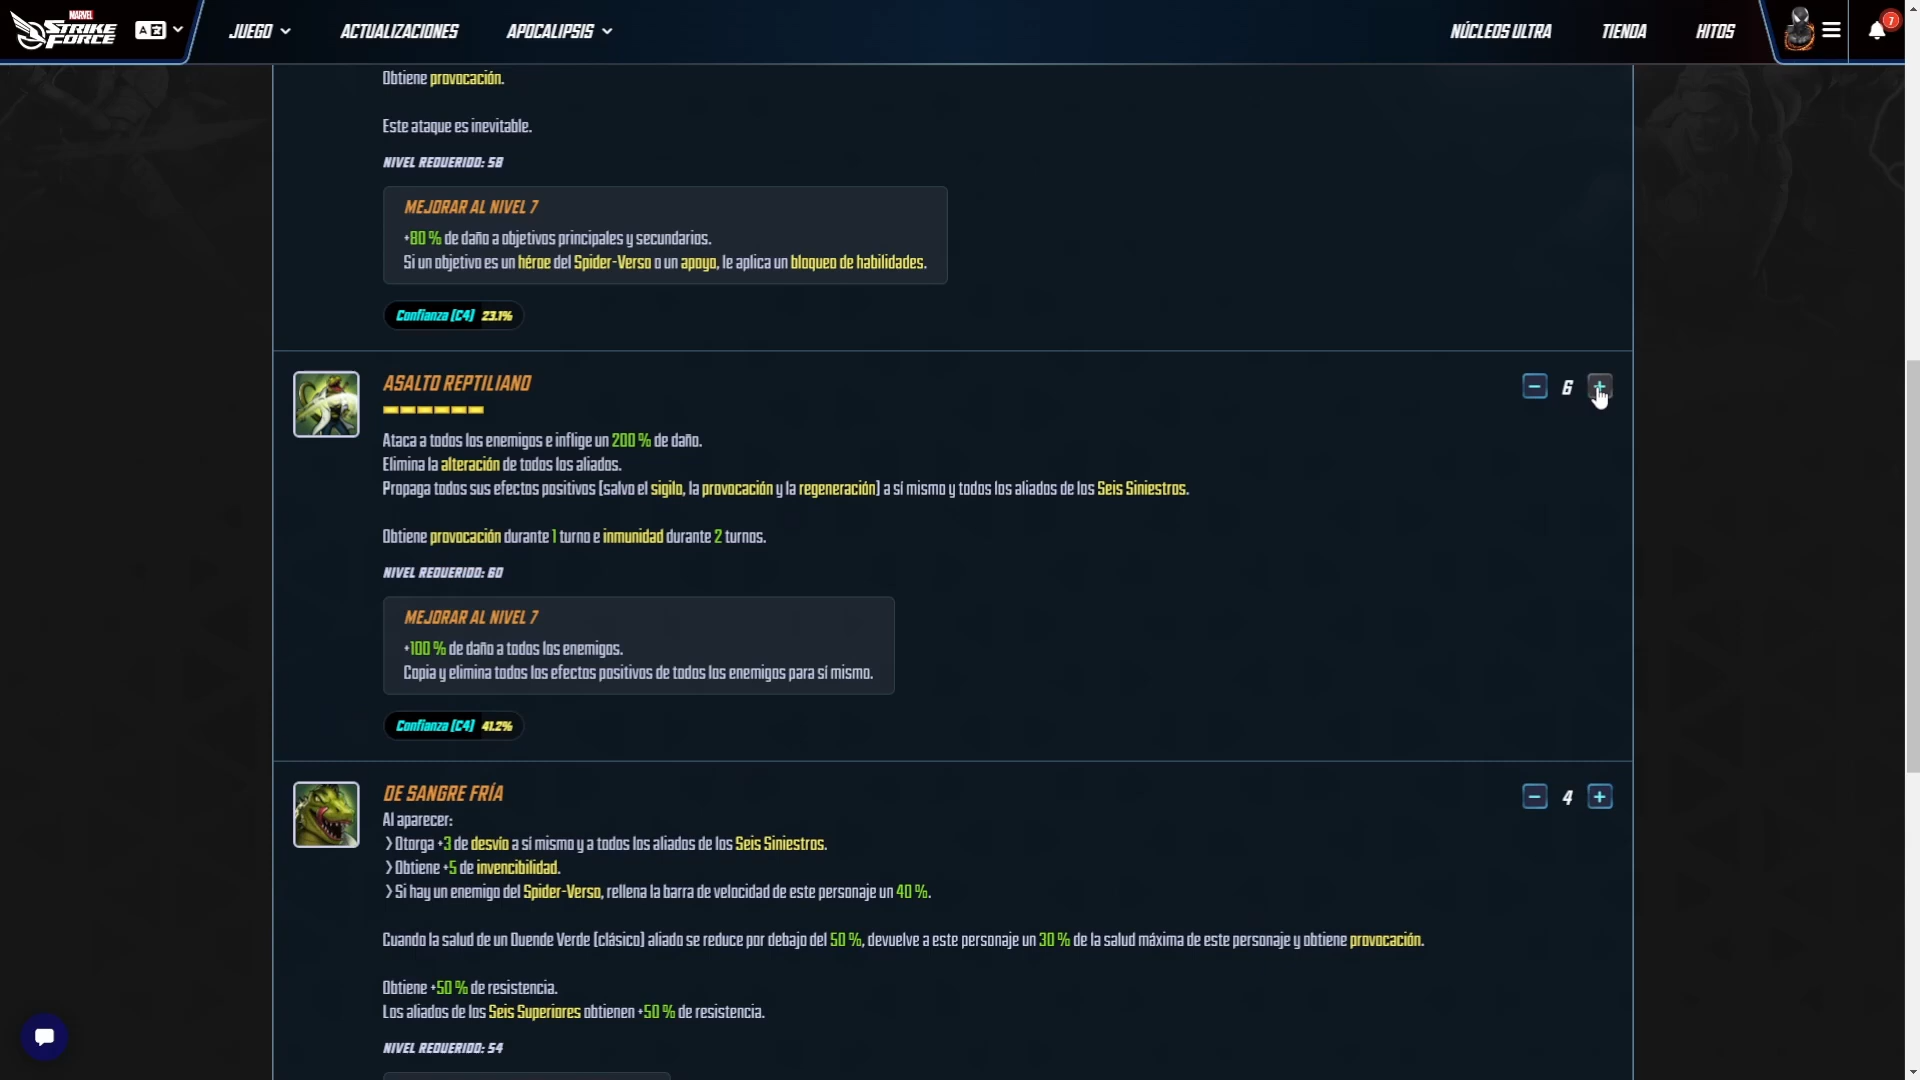 MARVEL
STRIKE
FORCE
JUEGO
ACTUALIZACIONES
APOCALIPSIS
NÚCLEOS ULTRA
TIENDA
HITOS
7
Obtiene provocación.
Este ataque es inevitable.
NIVEL REQUERIDO: 58
MEJORAR AL NIVEL 7
+80 % de daño a objetivos principales y secundarios.
Si un objetivo es un héroe del Spider-Verso o un apoyo, le aplica un bloqueo de habilidades.
Confianza [C4] 23.1%
ASALTO REPTILIANO
6
Ataca a todos los enemigos e inflige un 200 % de daño.
Elimina la alteración de todos los aliados.
Propaga todos sus efectos positivos [salvo el sigilo, la provocación y la regeneración] a sí mismo y todos los aliados de los Seis Siniestros.
Obtiene provocación durante 1 turno e inmunidad durante 2 turnos.
NIVEL REQUERIDO: 60
MEJORAR AL NIVEL 7
+100 % de daño a todos los enemigos.
Copia y elimina todos los efectos positivos de todos los enemigos para sí mismo.
Confianza [C4] 41.2%
DE SANGRE FRÍA
4
Al aparecer:
❯ Otorga +3 de desvío a sí mismo y a todos los aliados de los Seis Siniestros.
❯ Obtiene +5 de invencibilidad.
❯ Si hay un enemigo del Spider-Verso, rellena la barra de velocidad de este personaje un 40 %.
Cuando la salud de un Duende Verde [clásico] aliado se reduce por debajo del 50 %, devuelve a este personaje un 30 % de la salud máxima de este personaje y obtiene provocación.
Obtiene +50 % de resistencia.
Los aliados de los Seis Superiores obtienen +50 % de resistencia.
NIVEL REQUERIDO: 54